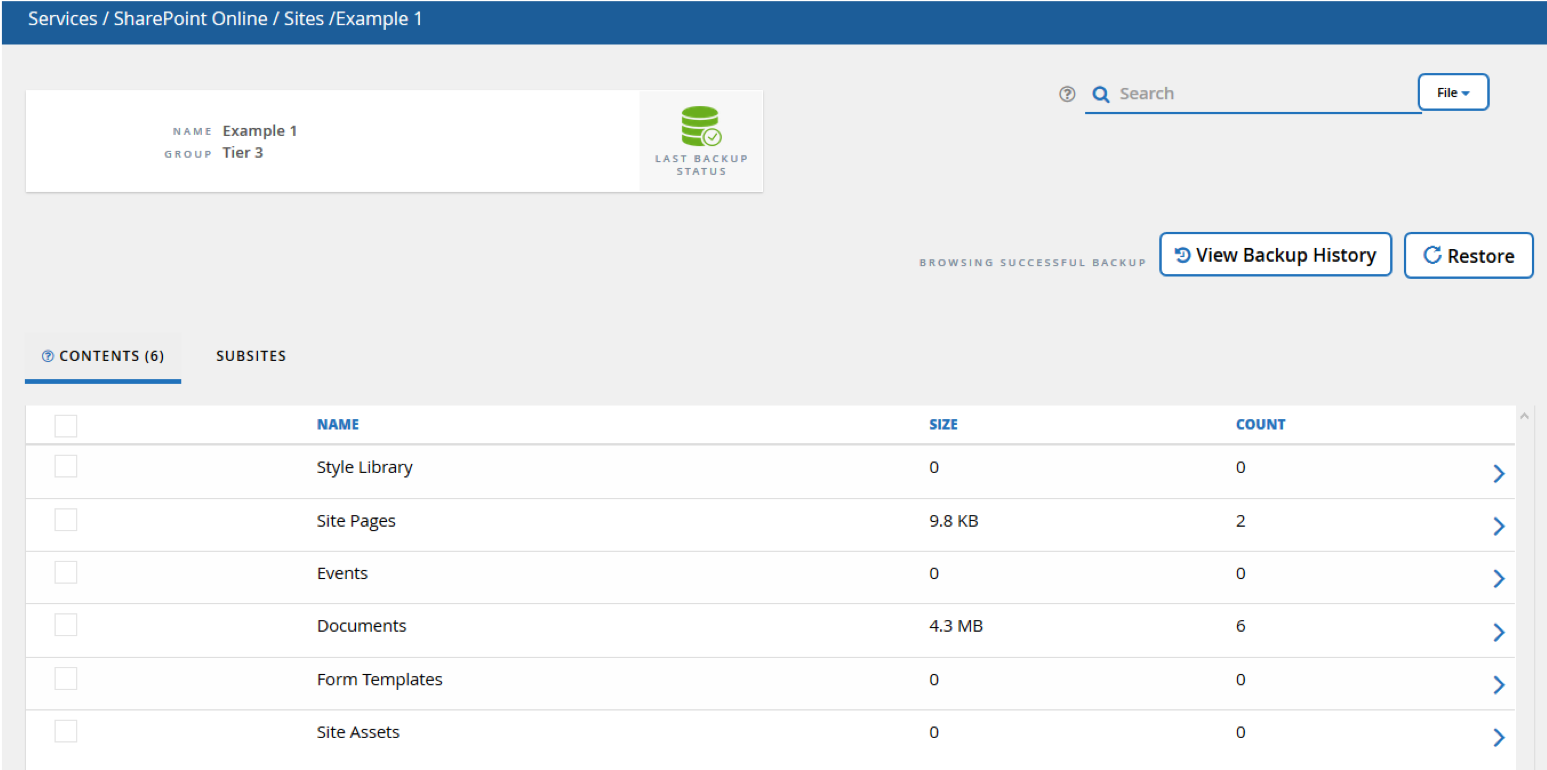 Services / SharePoint Online / Sites /Example 1
Search
File
NAME Example 1
GROUP Tier 3
LAST BACKUP
STATUS
BROWSING SUCCESSFUL BACKUP
View Backup History
Restore
CONTENTS (6) SUBSITES
NAME SIZE COUNT
Style Library 0 0
Site Pages 9.8 KB 2
Events 0 0
Documents 4.3 MB 6
Form Templates 0 0
Site Assets 0 0